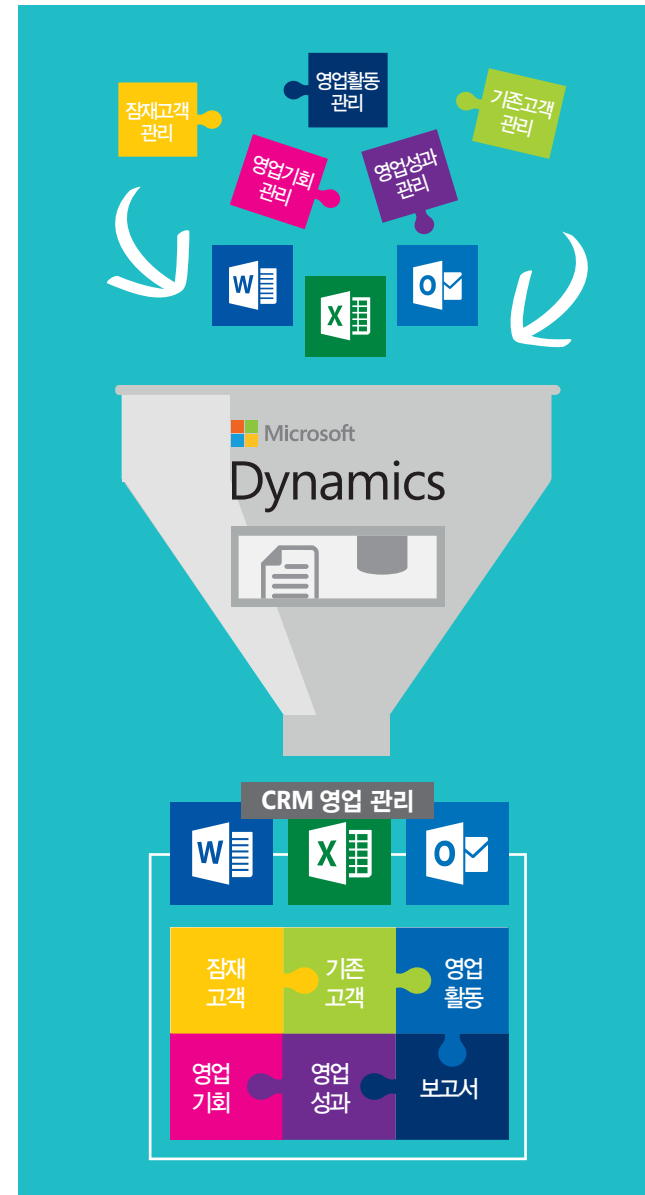 영업활동
관리
잠재고객
관리
기존고객
관리
영업기회
관리
영업성과
관리
W
X
O
Microsoft
Dynamics
CRM 영업 관리
W
X
O
잠재
고객
기존
고객
영업
활동
영업
기회
영업
성과
보고서